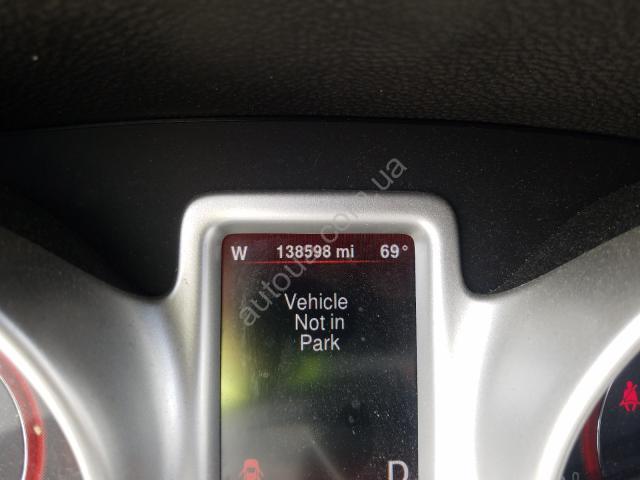 W 138598 mi 69°
Vehicle
Not in
Park
D
autoua.com.ua